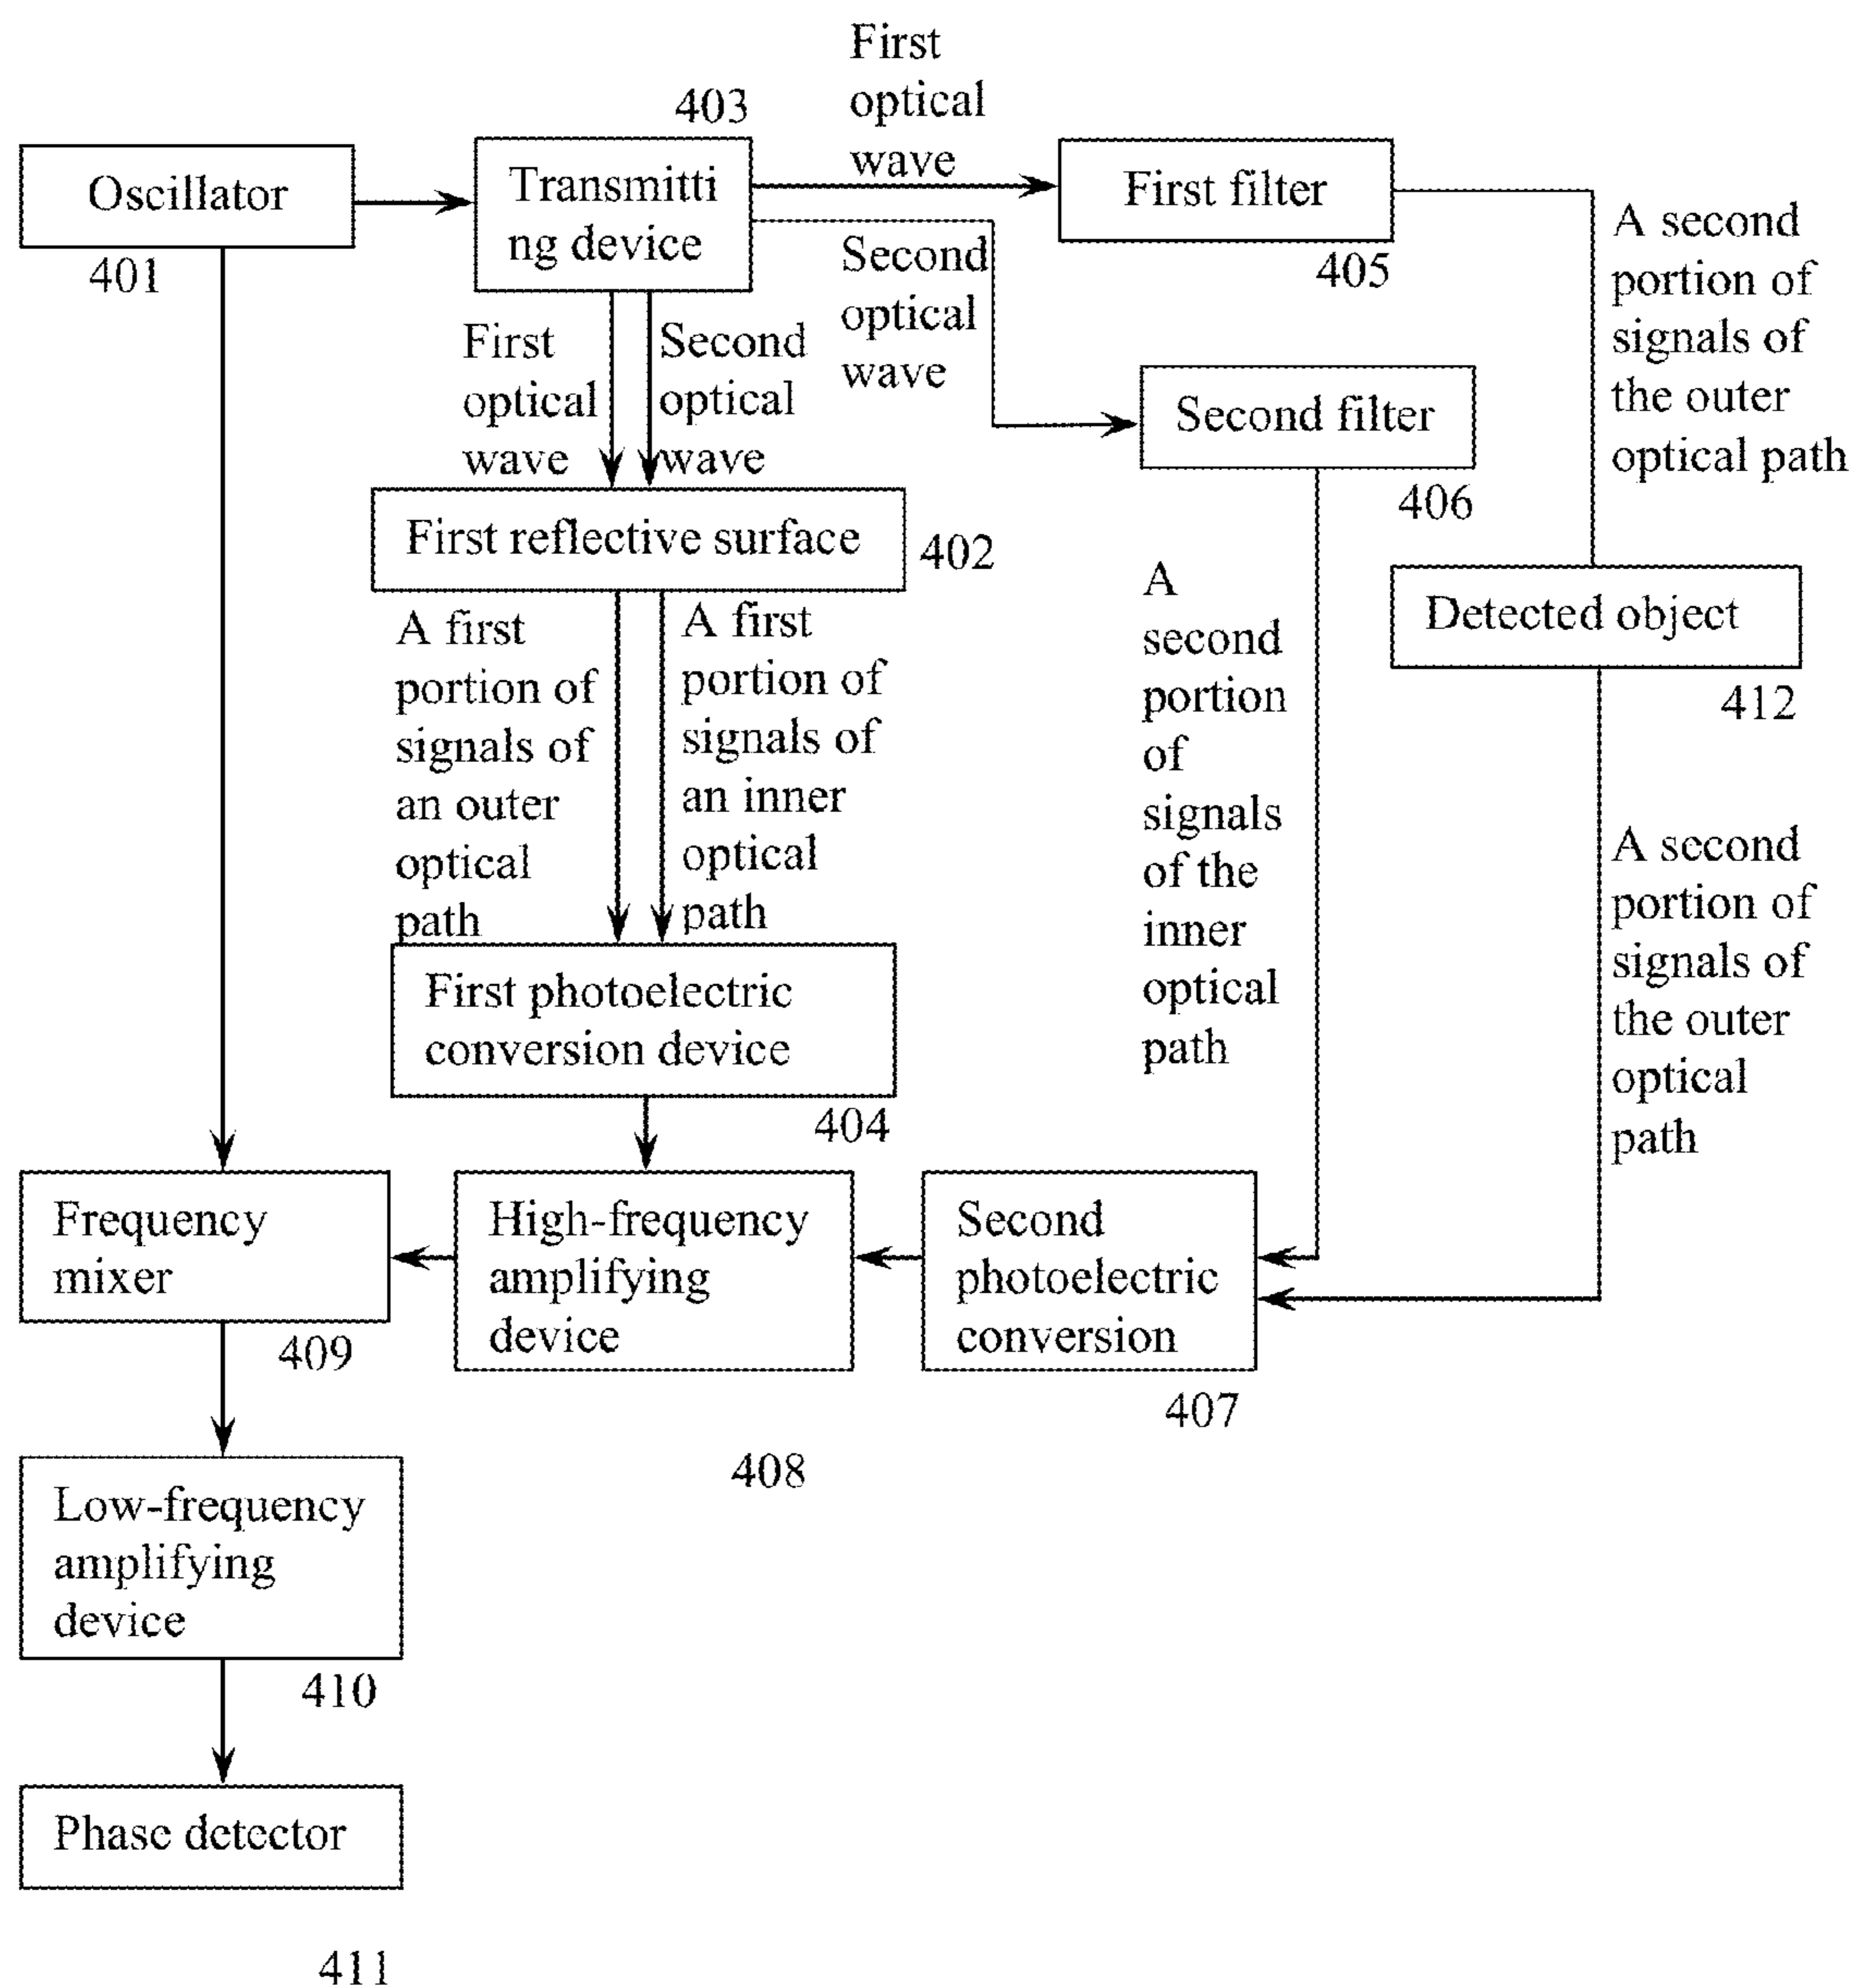 First
optical
wave
403
Oscillator
401
Transmitti
ng device
First filter
405
Second
optical
wave
First
optical
wave
Second
optical
wave
A second
portion of
signals of
the outer
optical path
Second filter
406
First reflective surface
402
Detected object
412
A first
portion of
signals of
an outer
optical
path
A first
portion of
signals of
an inner
optical
path
A
second
portion
of
signals
of the
inner
optical
path
A second
portion of
signals of
the outer
optical
path
First photoelectric
conversion device
404
Frequency
mixer
409
High-frequency
amplifying
device
408
Second
photoelectric
conversion
407
Low-frequency
amplifying
device
410
Phase detector
411